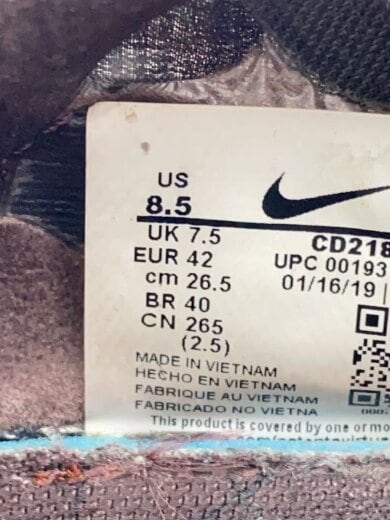 US
8.5
UK 7.5
EUR 42
cm 26.5
BR 40
CN 265
(2.5)
CD218
UPC 00193
01/16/19 |
MADE IN VIETNAM
HECHO EN VIETNAM
FABRIQUE AU VIETNAM
FABRICADO NO VIETNA
This product is covered by one or mo